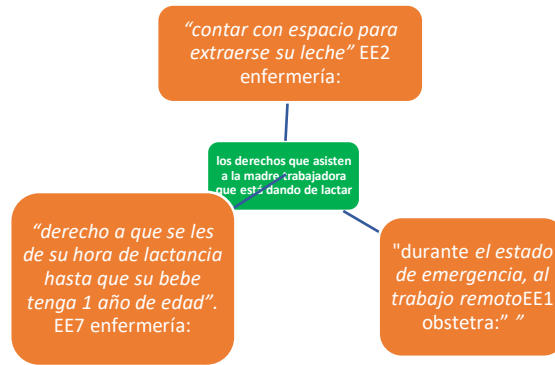 “contar con espacio para
extraerse su leche” EE2
enfermería:
los derechos que asisten
a la madre trabajadora
que está dando de lactar
“derecho a que se les
de su hora de lactancia
hasta que su bebe
tenga 1 año de edad”.
EE7 enfermería:
"durante el estado
de emergencia, al
trabajo remotoEE1
obstetra:” ”